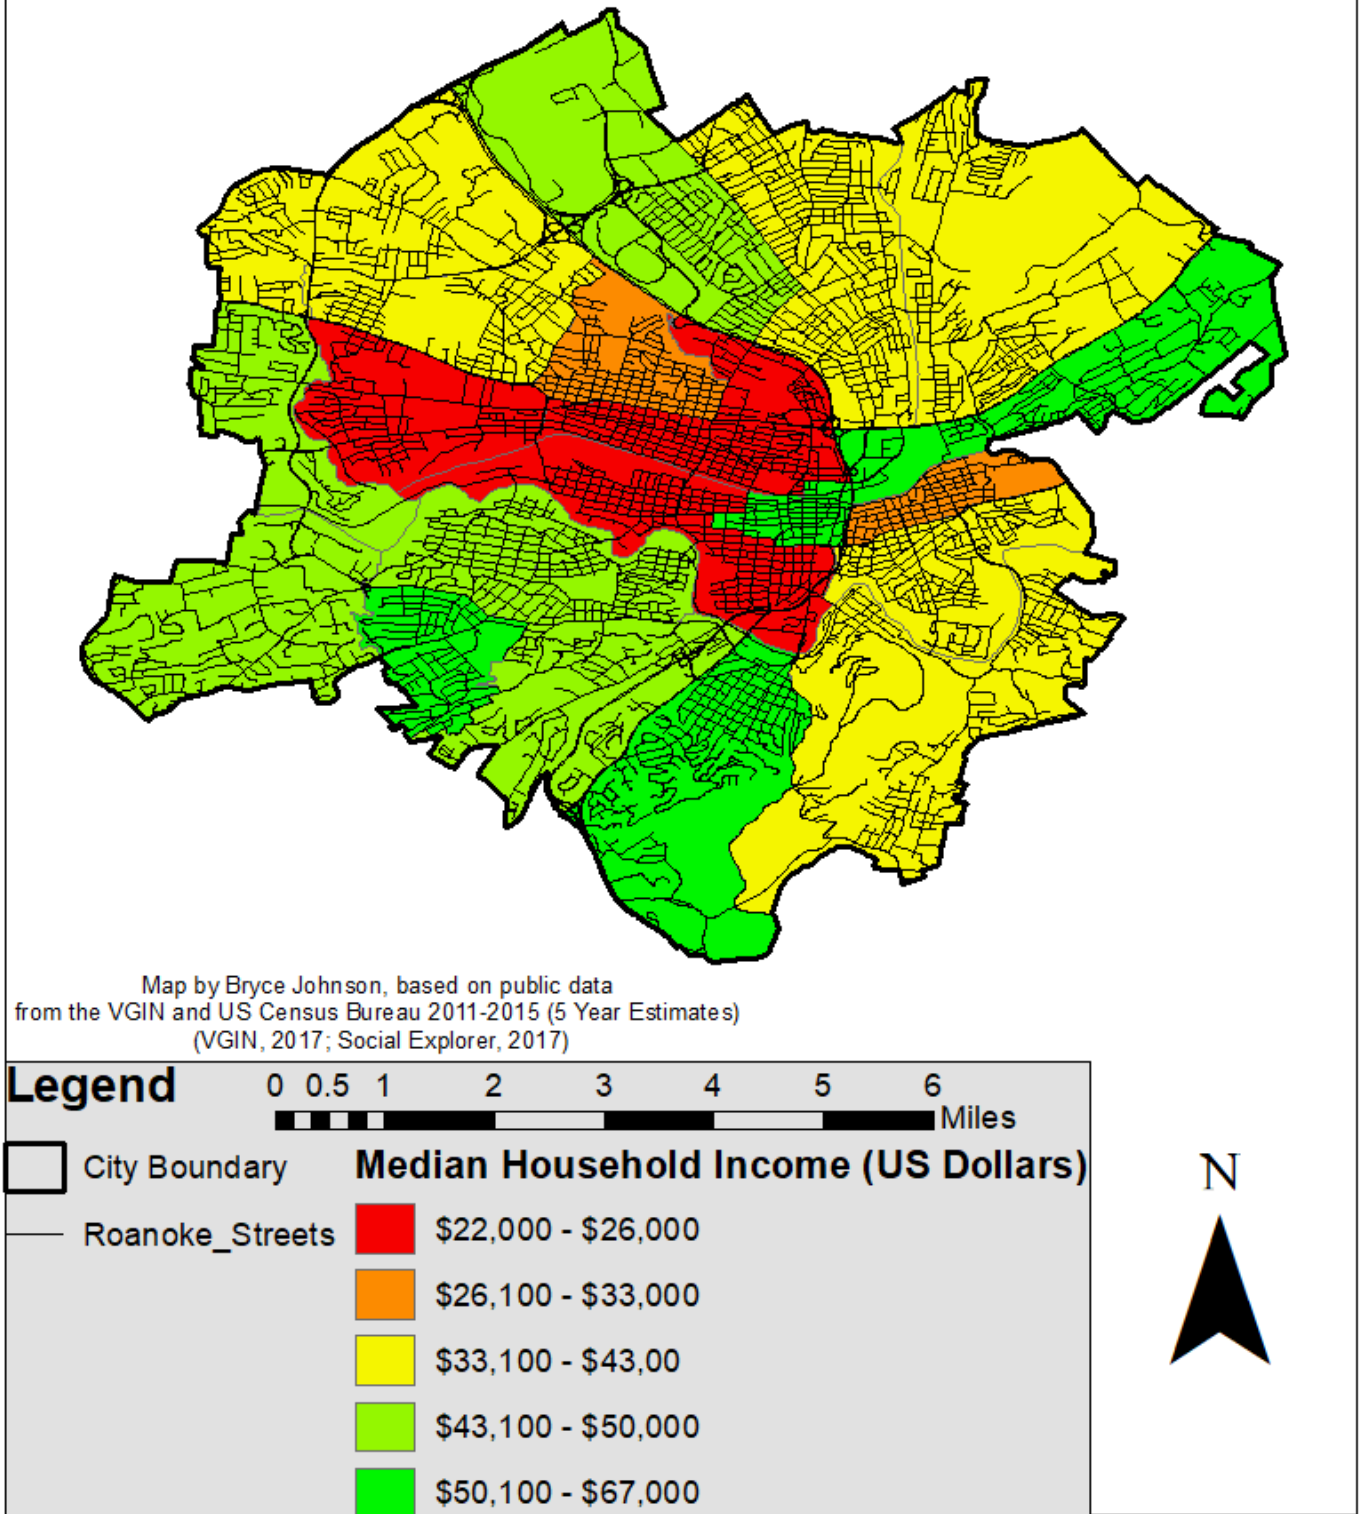 Map by Bryce Johnson, based on public data
from the VGIN and US Census Bureau 2011-2015 (5 Year Estimates)
(VGIN, 2017; Social Explorer, 2017)
Legend
0 0.5 1 2 3 4 5 6
Miles
City Boundary
Roanoke_Streets
Median Household Income (US Dollars)
$22,000 - $26,000
$26,100 - $33,000
$33,100 - $43,00
$43,100 - $50,000
$50,100 - $67,000
N